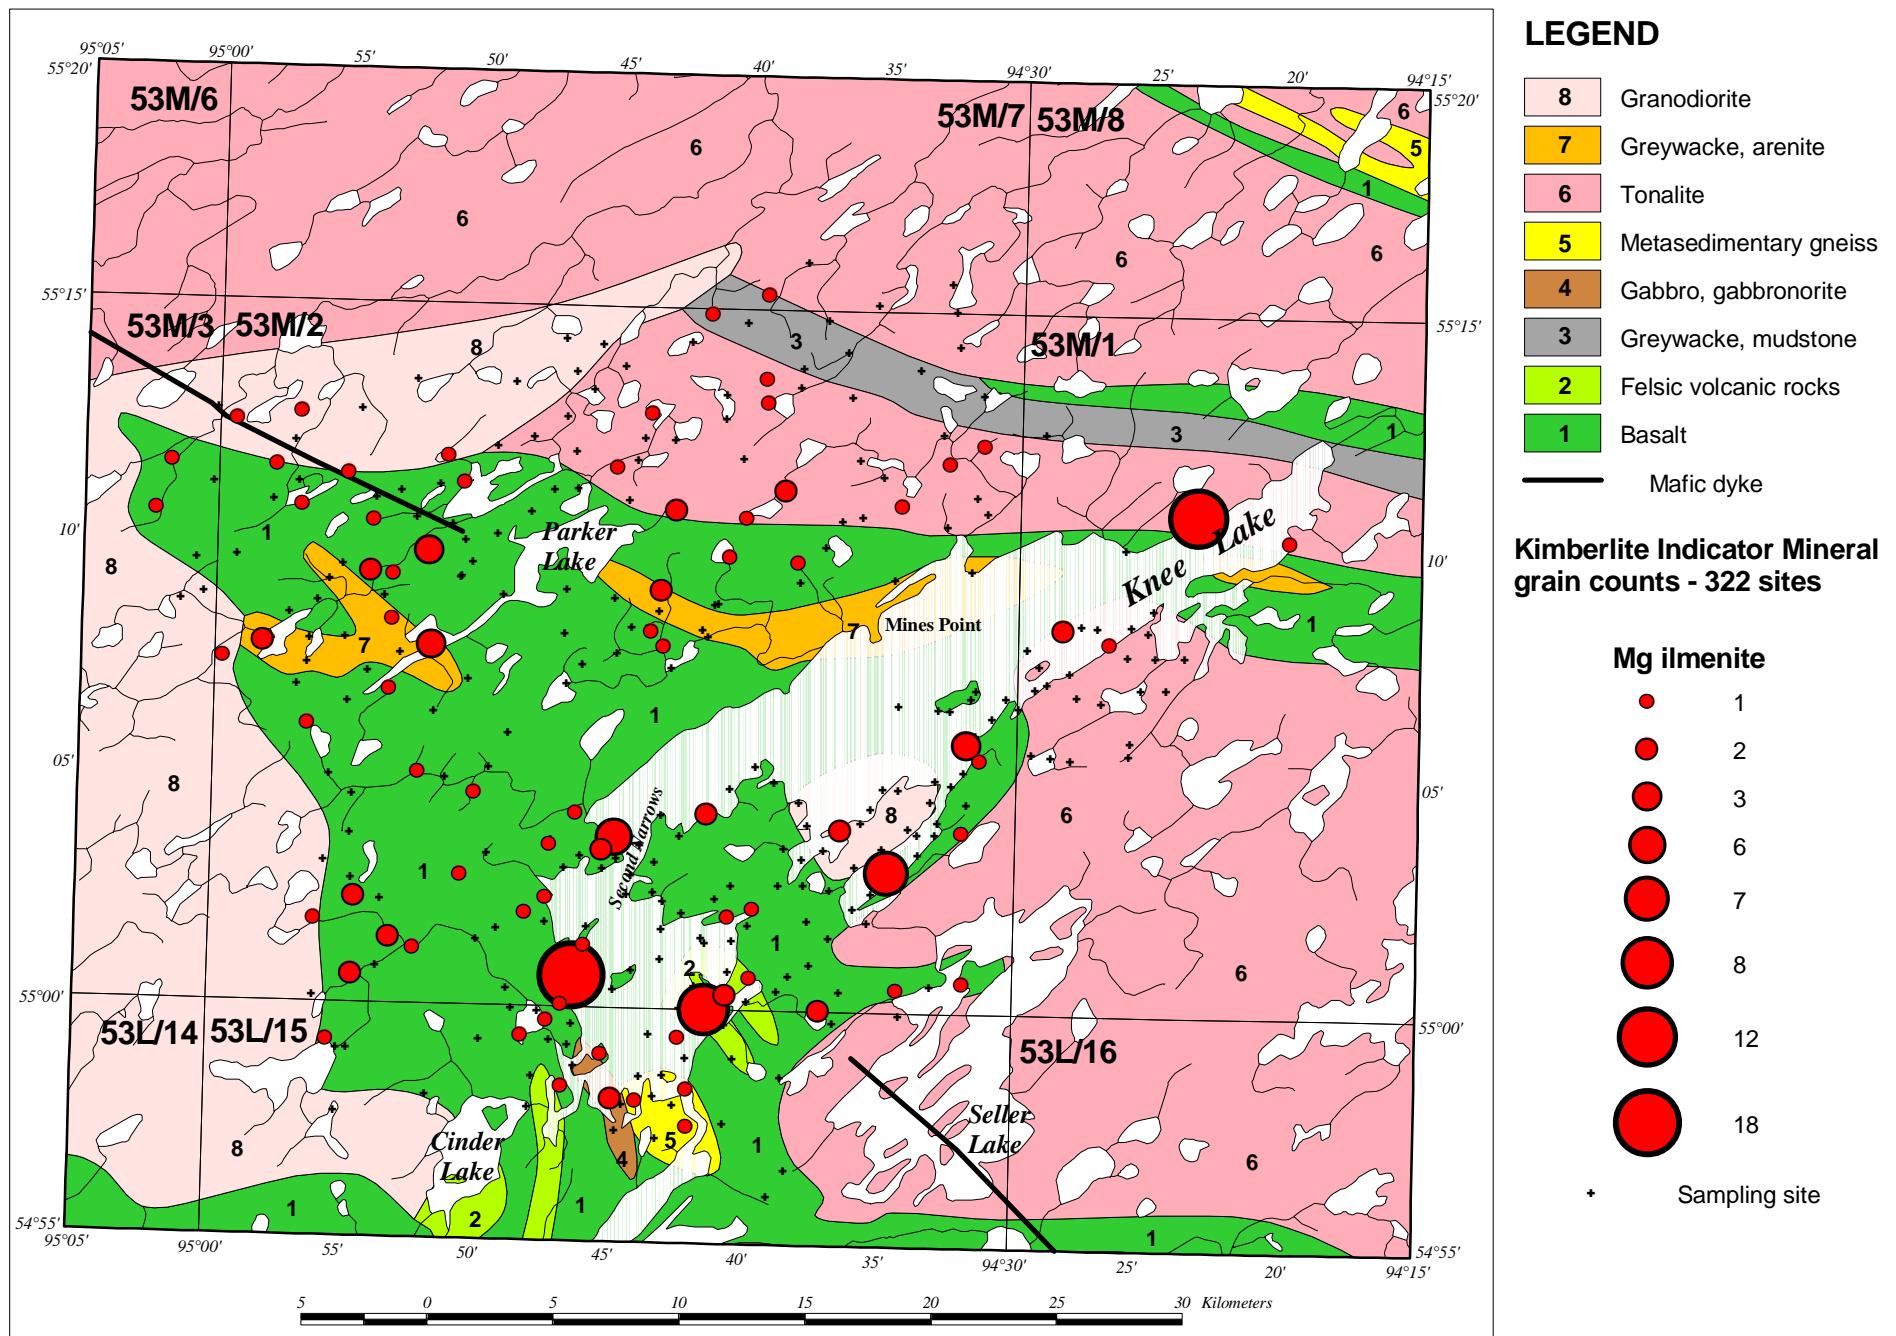 95°05' 95°00' 55' 50' 45' 40' 35' 94°30' 25' 20' 94°15'
55°20' 55°20'
53M/6 53M/7 53M/8
6
6
5
6
1
6
6
6
55°15' 55°15'
53M/3 53M/2 53M/1
3
8
1
3
10' 10'
1
Parker
Lake
Knee Lake
8
7
7
Mines Point
1
1
05' 05'
8
Second Narrows
8
6
1
1
2
6
55°00' 55°00'
53L/14 53L/15 53L/16
Seller
Lake
Cinder
Lake
8
5
4
1
6
1
2
1
1
54°55' 54°55'
95°05' 95°00' 55' 50' 45' 40' 35' 94°30' 25' 20' 94°15'
5 0 5 10 15 20 25 30 Kilometers
LEGEND
8 Granodiorite
7 Greywacke, arenite
6 Tonalite
5 Metasedimentary gneiss
4 Gabbro, gabbronorite
3 Greywacke, mudstone
2 Felsic volcanic rocks
1 Basalt
Mafic dyke
Kimberlite Indicator Mineral
grain counts - 322 sites
Mg ilmenite
1
2
3
6
7
8
12
18
Sampling site